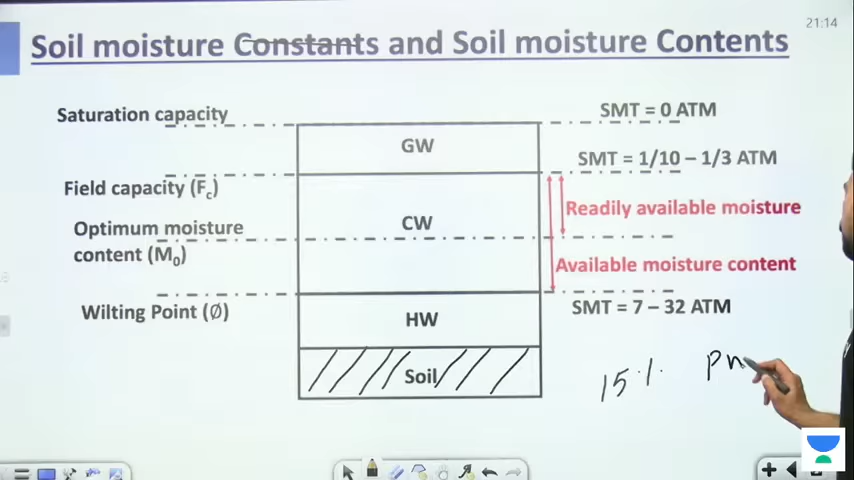 21:14
Soil moisture Constants and Soil moisture Contents
Saturation capacity
SMT = 0 ATM
GW
SMT = 1/10 – 1/3 ATM
Field capacity (Fc)
Readily available moisture
Optimum moisture
content (M0)
CW
Available moisture content
Wilting Point (Ø)
SMT = 7 – 32 ATM
HW
Soil
15%